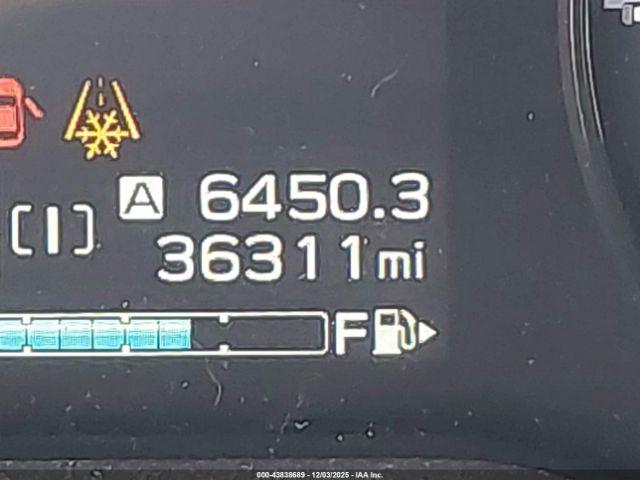 A 6450.3
[I] 36311 mi
F
000-43838689 - 12/03/2025 - IAA Inc.